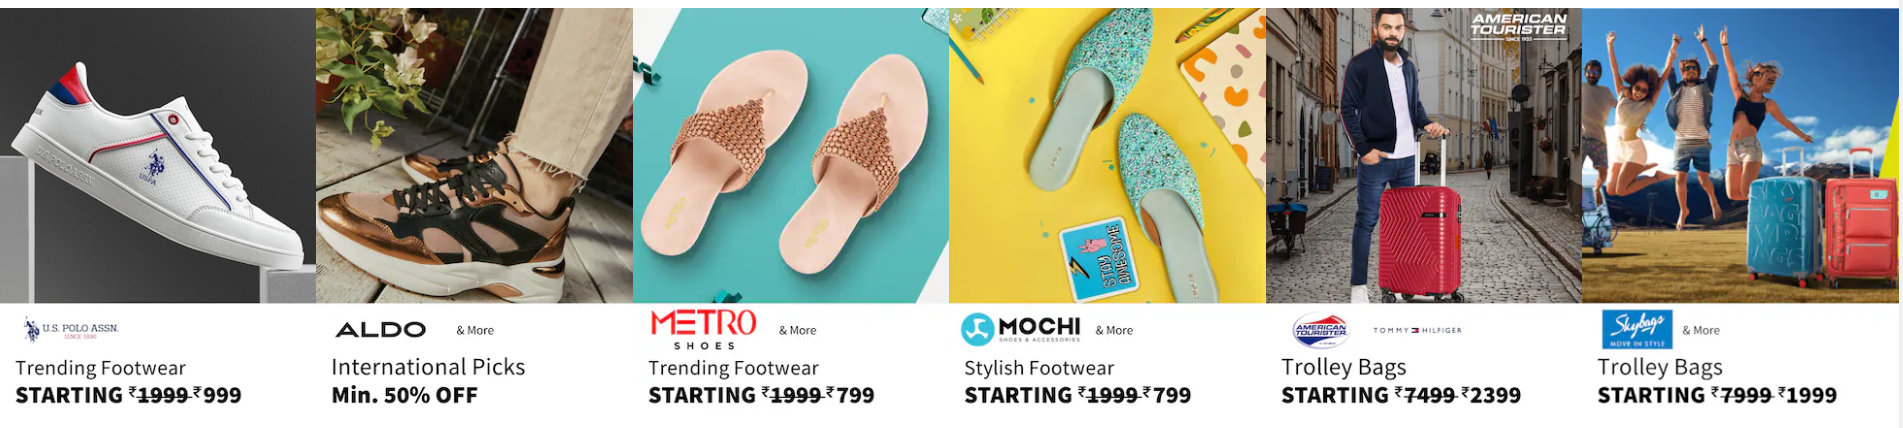 U.S. POLO ASSN.
USPA
STAY
AWESOME
AMERICAN
TOURISTER
SINCE 1933
U.S. POLO ASSN.
SINCE 1890
Trending Footwear
STARTING ₹1999 ₹999
ALDO & More
International Picks
Min. 50% OFF
METRO & More
SHOES
Trending Footwear
STARTING ₹1999 ₹799
MOCHI & More
SHOES & ACCESSORIES
Stylish Footwear
STARTING ₹1999 ₹799
AMERICAN
TOURISTER
TOMMY HILFIGER
Trolley Bags
STARTING ₹7499 ₹2399
Skybags & More
MOVE IN STYLE
Trolley Bags
STARTING ₹7999 ₹1999